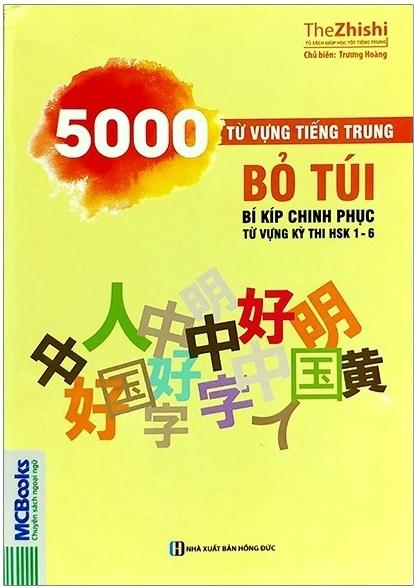 TheZhishi
TỦ SÁCH GIÚP HỌC TỐT TIẾNG TRUNG
Chủ biên: Trương Hoàng
5000
TỪ VỰNG TIẾNG TRUNG
BỎ TÚI
BÍ KÍP CHINH PHỤC
TỪ VỰNG KỲ THI HSK 1 - 6
中 人 中 明 中 好 明
好 国 好 字 字 中 人 国 黄
MCBooks
Chuyên sách ngoại ngữ
NHÀ XUẤT BẢN HỒNG ĐỨC